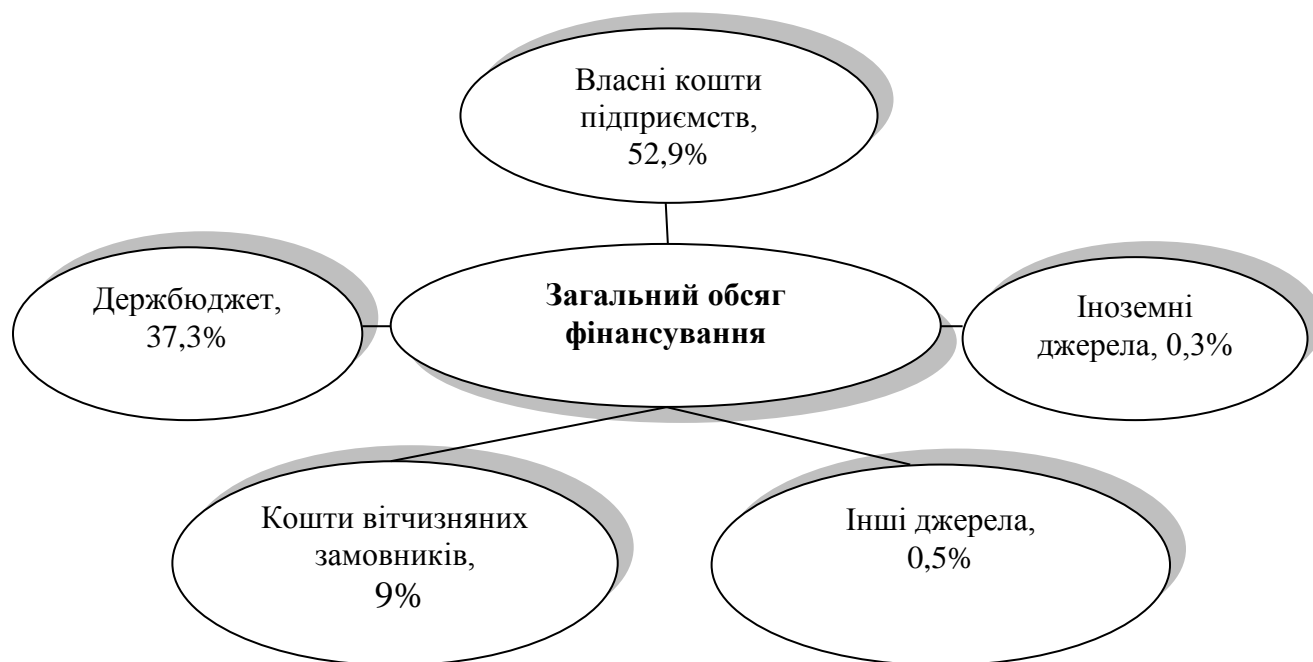 Власні кошти
підприємств,
52,9%
Держбюджет,
37,3%
Загальний обсяг
фінансування
Іноземні
джерела, 0,3%
Кошти вітчизняних
замовників,
9%
Інші джерела,
0,5%